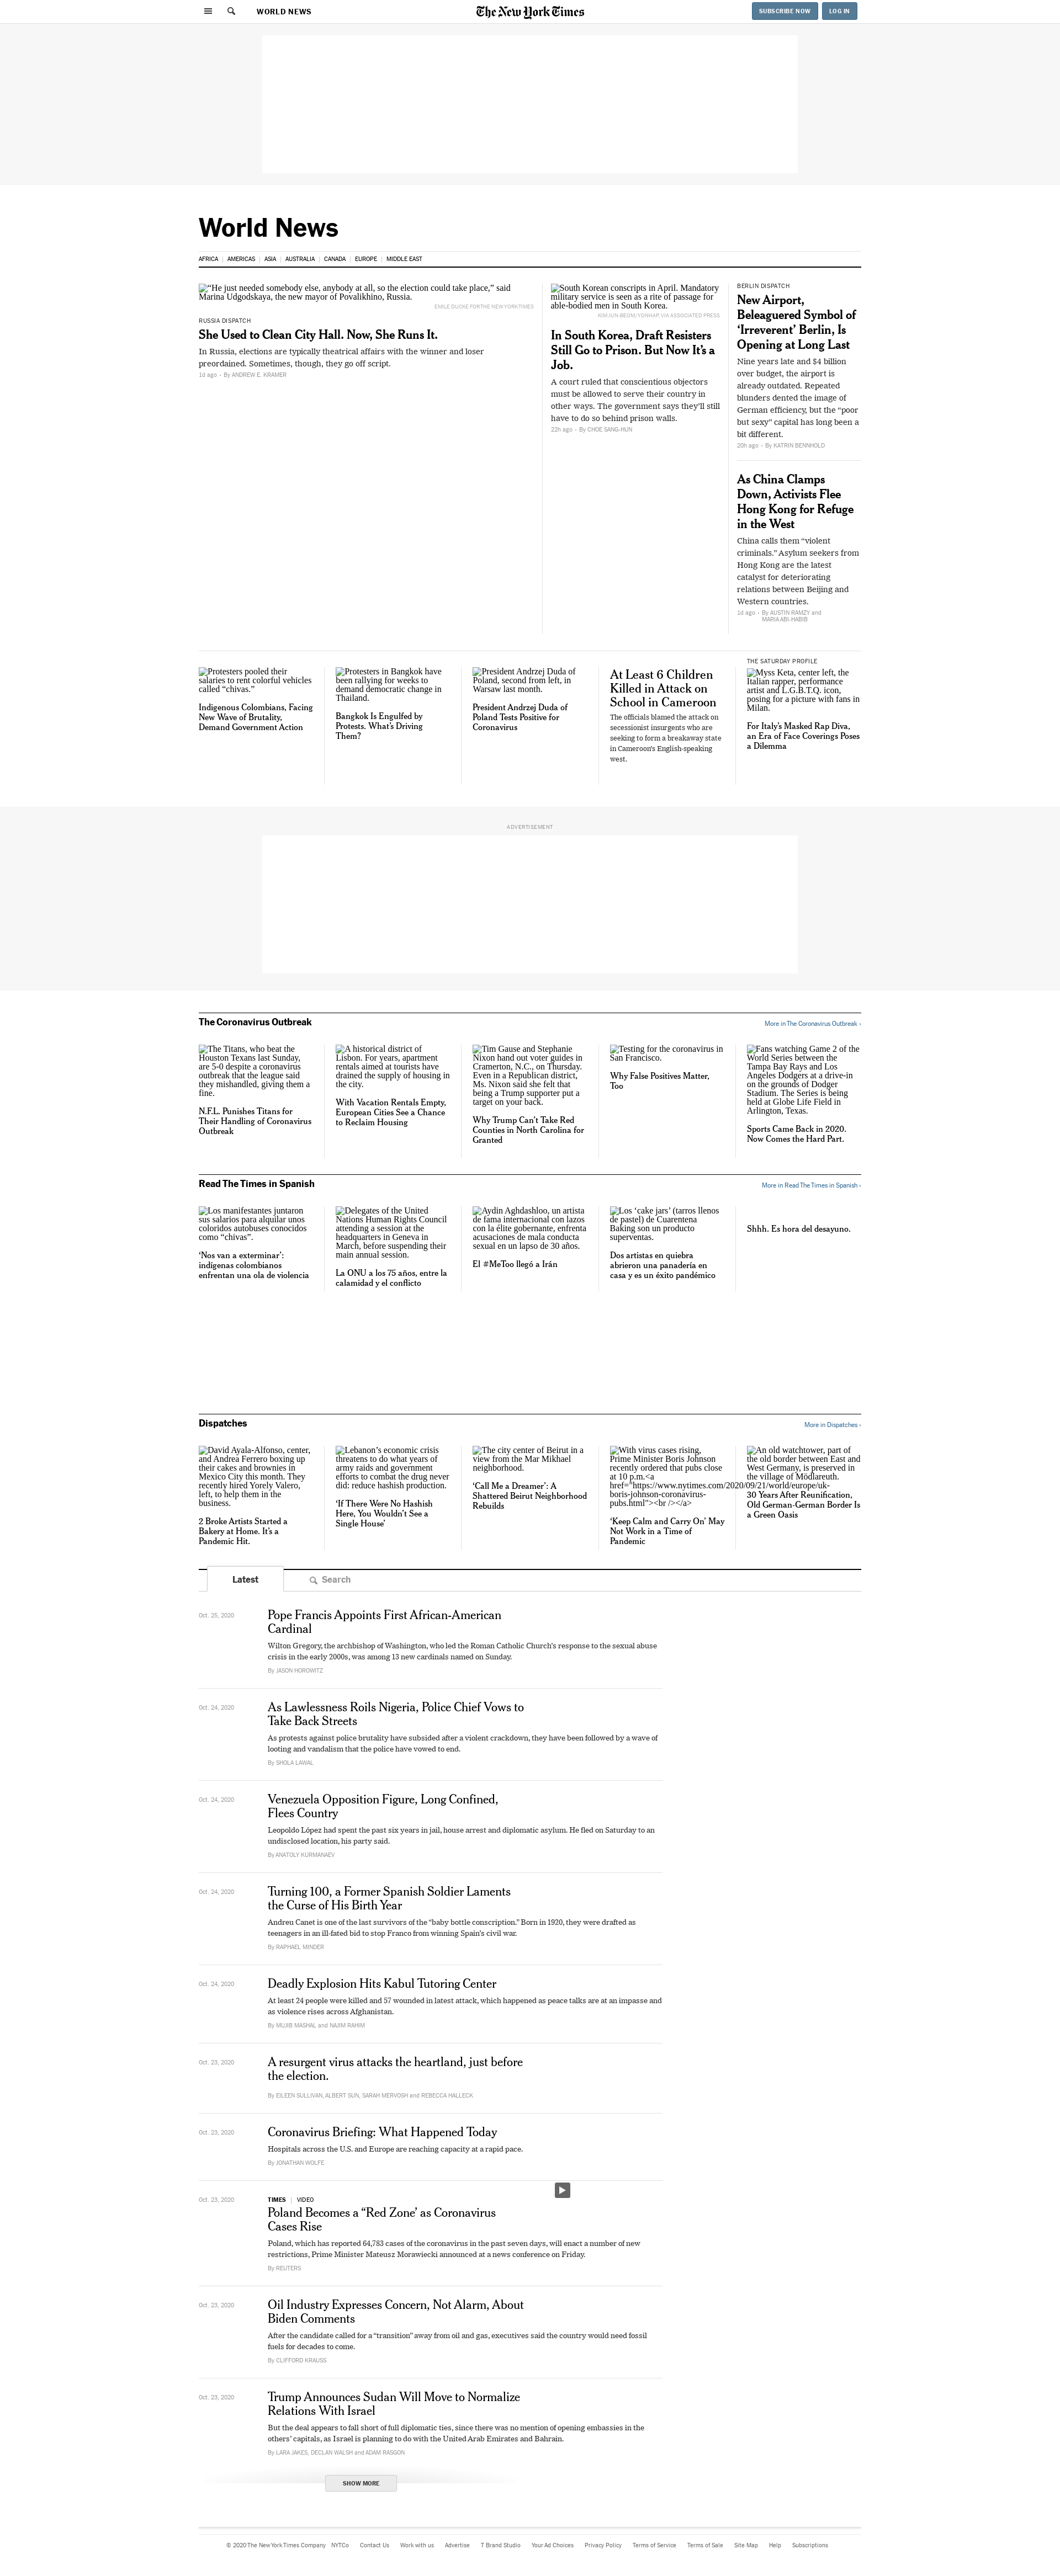 WORLD NEWS
The New York Times
SUBSCRIBE NOW
LOG IN
World News
AFRICA
AMERICAS
ASIA
AUSTRALIA
CANADA
EUROPE
MIDDLE EAST
“He just needed somebody else, anybody at all, so the election could take place,” said
Marina Udgodskaya, the new mayor of Povalikhino, Russia.
EMILE DUCKE FOR THE NEW YORK TIMES
RUSSIA DISPATCH
She Used to Clean City Hall. Now, She Runs It.
In Russia, elections are typically theatrical affairs with the winner and loser
preordained. Sometimes, though, they go off script.
1d ago • By ANDREW E. KRAMER
South Korean conscripts in April. Mandatory
military service is seen as a rite of passage for
able-bodied men in South Korea.
KIM JUN-BEOM/YONHAP, VIA ASSOCIATED PRESS
In South Korea, Draft Resisters
Still Go to Prison. But Now It’s a
Job.
A court ruled that conscientious objectors
must be allowed to serve their country in
other ways. The government says they’ll still
have to do so behind prison walls.
22h ago • By CHOE SANG-HUN
BERLIN DISPATCH
New Airport,
Beleaguered Symbol of
‘Irreverent’ Berlin, Is
Opening at Long Last
Nine years late and $4 billion
over budget, the airport is
already outdated. Repeated
blunders dented the image of
German efficiency, but the “poor
but sexy” capital has long been a
bit different.
20h ago • By KATRIN BENNHOLD
As China Clamps
Down, Activists Flee
Hong Kong for Refuge
in the West
China calls them “violent
criminals.” Asylum seekers from
Hong Kong are the latest
catalyst for deteriorating
relations between Beijing and
Western countries.
1d ago • By AUSTIN RAMZY and
MARIA ABI-HABIB
Protesters pooled their
salaries to rent colorful vehicles
called “chivas.”
Indigenous Colombians, Facing
New Wave of Brutality,
Demand Government Action
Protesters in Bangkok have
been rallying for weeks to
demand democratic change in
Thailand.
Bangkok Is Engulfed by
Protests. What’s Driving
Them?
President Andrzej Duda of
Poland, second from left, in
Warsaw last month.
President Andrzej Duda of
Poland Tests Positive for
Coronavirus
At Least 6 Children
Killed in Attack on
School in Cameroon
The officials blamed the attack on
secessionist insurgents who are
seeking to form a breakaway state
in Cameroon’s English-speaking
west.
THE SATURDAY PROFILE
Myss Keta, center left, the
Italian rapper, performance
artist and L.G.B.T.Q. icon,
posing for a picture with fans in
Milan.
For Italy’s Masked Rap Diva,
an Era of Face Coverings Poses
a Dilemma
ADVERTISEMENT
The Coronavirus Outbreak
More in The Coronavirus Outbreak ›
The Titans, who beat the
Houston Texans last Sunday,
are 5-0 despite a coronavirus
outbreak that the league said
they mishandled, giving them a
fine.
N.F.L. Punishes Titans for
Their Handling of Coronavirus
Outbreak
A historical district of
Lisbon. For years, apartment
rentals aimed at tourists have
drained the supply of housing in
the city.
With Vacation Rentals Empty,
European Cities See a Chance
to Reclaim Housing
Tim Gause and Stephanie
Nixon hand out voter guides in
Cramerton, N.C., on Thursday.
Even in a Republican district,
Ms. Nixon said she felt that
being a Trump supporter put a
target on your back.
Why Trump Can’t Take Red
Counties in North Carolina for
Granted
Testing for the coronavirus in
San Francisco.
Why False Positives Matter,
Too
Fans watching Game 2 of the
World Series between the
Tampa Bay Rays and Los
Angeles Dodgers at a drive-in
on the grounds of Dodger
Stadium. The Series is being
held at Globe Life Field in
Arlington, Texas.
Sports Came Back in 2020.
Now Comes the Hard Part.
Read The Times in Spanish
More in Read The Times in Spanish ›
Los manifestantes juntaron
sus salarios para alquilar unos
coloridos autobuses conocidos
como “chivas”.
‘Nos van a exterminar’:
indígenas colombianos
enfrentan una ola de violencia
Delegates of the United
Nations Human Rights Council
attending a session at the
headquarters in Geneva in
March, before suspending their
main annual session.
La ONU a los 75 años, entre la
calamidad y el conflicto
Aydin Aghdashloo, un artista
de fama internacional con lazos
con la élite gobernante, enfrenta
acusaciones de mala conducta
sexual en un lapso de 30 años.
El #MeToo llegó a Irán
Los ‘cake jars’ (tarros llenos
de pastel) de Cuarentena
Baking son un producto
superventas.
Dos artistas en quiebra
abrieron una panadería en
casa y es un éxito pandémico
Shhh. Es hora del desayuno.
Dispatches
More in Dispatches ›
David Ayala-Alfonso, center,
and Andrea Ferrero boxing up
their cakes and brownies in
Mexico City this month. They
recently hired Yorely Valero,
left, to help them in the
business.
2 Broke Artists Started a
Bakery at Home. It’s a
Pandemic Hit.
Lebanon’s economic crisis
threatens to do what years of
army raids and government
efforts to combat the drug never
did: reduce hashish production.
‘If There Were No Hashish
Here, You Wouldn’t See a
Single House’
The city center of Beirut in a
view from the Mar Mikhael
neighborhood.
‘Call Me a Dreamer’: A
Shattered Beirut Neighborhood
Rebuilds
With virus cases rising,
Prime Minister Boris Johnson
recently ordered that pubs close
at 10 p.m.<a
href="https://www.nytimes.com/2020/09/21/world/europe/uk-
boris-johnson-coronavirus-
pubs.html"><br /></a>
‘Keep Calm and Carry On’ May
Not Work in a Time of
Pandemic
An old watchtower, part of
the old border between East and
West Germany, is preserved in
the village of Mödlareuth.
30 Years After Reunification,
Old German-German Border Is
a Green Oasis
Latest
Search
Oct. 25, 2020
Pope Francis Appoints First African-American
Cardinal
Wilton Gregory, the archbishop of Washington, who led the Roman Catholic Church’s response to the sexual abuse
crisis in the early 2000s, was among 13 new cardinals named on Sunday.
By JASON HOROWITZ
Oct. 24, 2020
As Lawlessness Roils Nigeria, Police Chief Vows to
Take Back Streets
As protests against police brutality have subsided after a violent crackdown, they have been followed by a wave of
looting and vandalism that the police have vowed to end.
By SHOLA LAWAL
Oct. 24, 2020
Venezuela Opposition Figure, Long Confined,
Flees Country
Leopoldo López had spent the past six years in jail, house arrest and diplomatic asylum. He fled on Saturday to an
undisclosed location, his party said.
By ANATOLY KURMANAEV
Oct. 24, 2020
Turning 100, a Former Spanish Soldier Laments
the Curse of His Birth Year
Andreu Canet is one of the last survivors of the “baby bottle conscription.” Born in 1920, they were drafted as
teenagers in an ill-fated bid to stop Franco from winning Spain’s civil war.
By RAPHAEL MINDER
Oct. 24, 2020
Deadly Explosion Hits Kabul Tutoring Center
At least 24 people were killed and 57 wounded in latest attack, which happened as peace talks are at an impasse and
as violence rises across Afghanistan.
By MUJIB MASHAL and NAJIM RAHIM
Oct. 23, 2020
A resurgent virus attacks the heartland, just before
the election.
By EILEEN SULLIVAN, ALBERT SUN, SARAH MERVOSH and REBECCA HALLECK
Oct. 23, 2020
Coronavirus Briefing: What Happened Today
Hospitals across the U.S. and Europe are reaching capacity at a rapid pace.
By JONATHAN WOLFE
Oct. 23, 2020
TIMES | VIDEO
Poland Becomes a “Red Zone’ as Coronavirus
Cases Rise
Poland, which has reported 64,783 cases of the coronavirus in the past seven days, will enact a number of new
restrictions, Prime Minister Mateusz Morawiecki announced at a news conference on Friday.
By REUTERS
Oct. 23, 2020
Oil Industry Expresses Concern, Not Alarm, About
Biden Comments
After the candidate called for a “transition” away from oil and gas, executives said the country would need fossil
fuels for decades to come.
By CLIFFORD KRAUSS
Oct. 23, 2020
Trump Announces Sudan Will Move to Normalize
Relations With Israel
But the deal appears to fall short of full diplomatic ties, since there was no mention of opening embassies in the
others’ capitals, as Israel is planning to do with the United Arab Emirates and Bahrain.
By LARA JAKES, DECLAN WALSH and ADAM RASGON
SHOW MORE
© 2020 The New York Times Company NYTCo Contact Us Work with us Advertise T Brand Studio Your Ad Choices Privacy Policy Terms of Service Terms of Sale Site Map Help Subscriptions